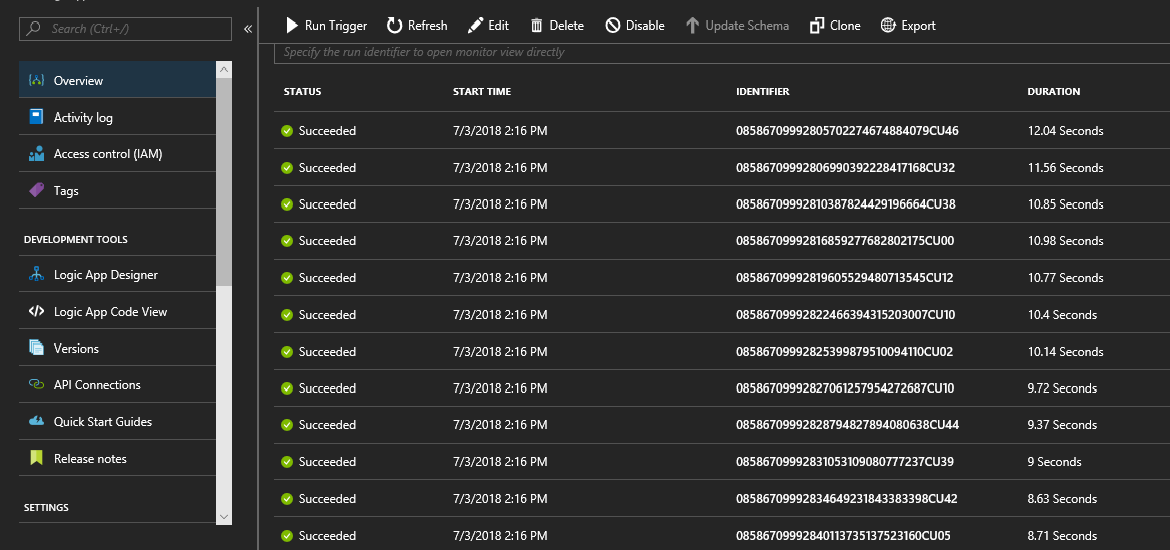 Search (Ctrl+/)
«
Overview
Activity log
Access control (IAM)
Tags
DEVELOPMENT TOOLS
Logic App Designer
Logic App Code View
Versions
API Connections
Quick Start Guides
Release notes
SETTINGS
Run Trigger Refresh Edit Delete Disable Update Schema Clone Export
Specify the run identifier to open monitor view directly
STATUS START TIME IDENTIFIER DURATION
Succeeded 7/3/2018 2:16 PM 08586709992805702274674884079CU46 12.04 Seconds
Succeeded 7/3/2018 2:16 PM 08586709992806990392228417168CU32 11.56 Seconds
Succeeded 7/3/2018 2:16 PM 08586709992810387824429196664CU38 10.85 Seconds
Succeeded 7/3/2018 2:16 PM 08586709992816859277682802175CU00 10.98 Seconds
Succeeded 7/3/2018 2:16 PM 08586709992819605529480713545CU12 10.77 Seconds
Succeeded 7/3/2018 2:16 PM 08586709992822466394315203007CU10 10.4 Seconds
Succeeded 7/3/2018 2:16 PM 08586709992825399879510094110CU02 10.14 Seconds
Succeeded 7/3/2018 2:16 PM 08586709992827061257954272687CU10 9.72 Seconds
Succeeded 7/3/2018 2:16 PM 08586709992828794827894080638CU44 9.37 Seconds
Succeeded 7/3/2018 2:16 PM 08586709992831053109080777237CU39 9 Seconds
Succeeded 7/3/2018 2:16 PM 08586709992834649231843383398CU42 8.63 Seconds
Succeeded 7/3/2018 2:16 PM 08586709992840113735137523160CU05 8.71 Seconds